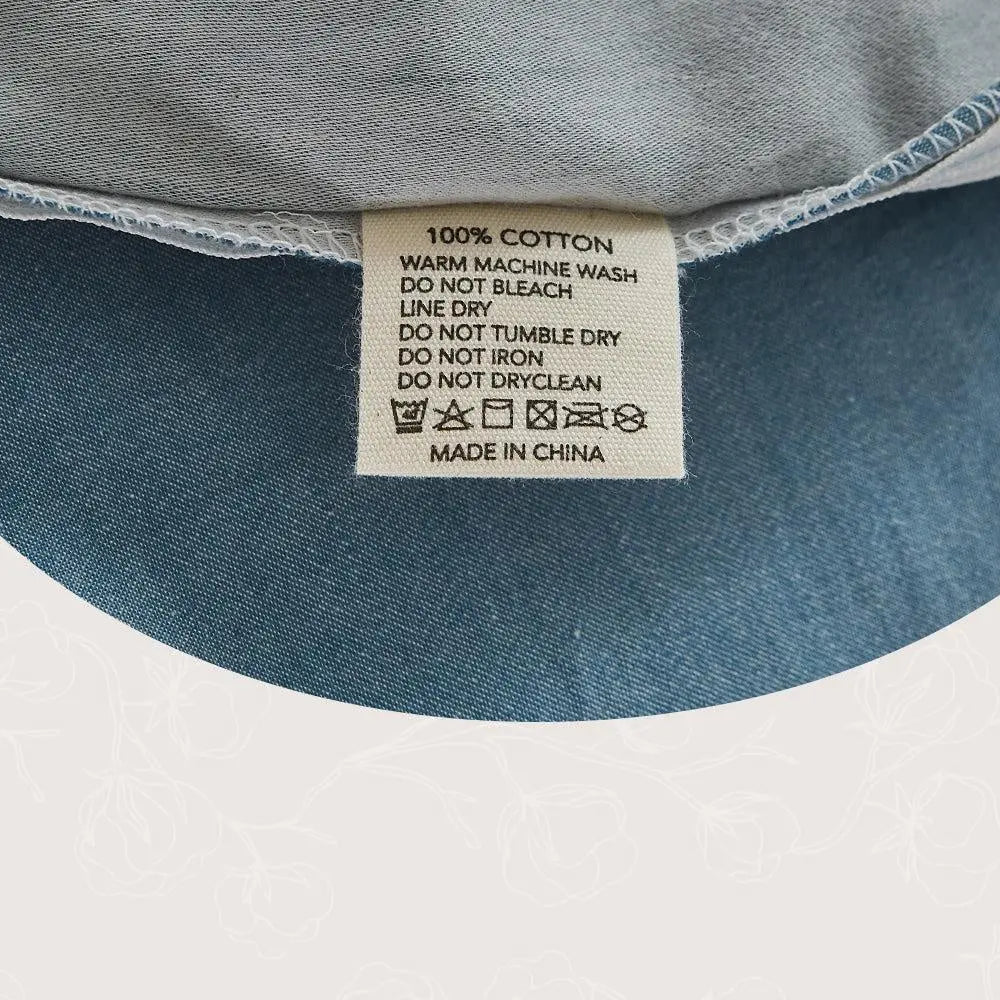 100% COTTON
WARM MACHINE WASH
DO NOT BLEACH
LINE DRY
DO NOT TUMBLE DRY
DO NOT IRON
DO NOT DRYCLEAN
MADE IN CHINA